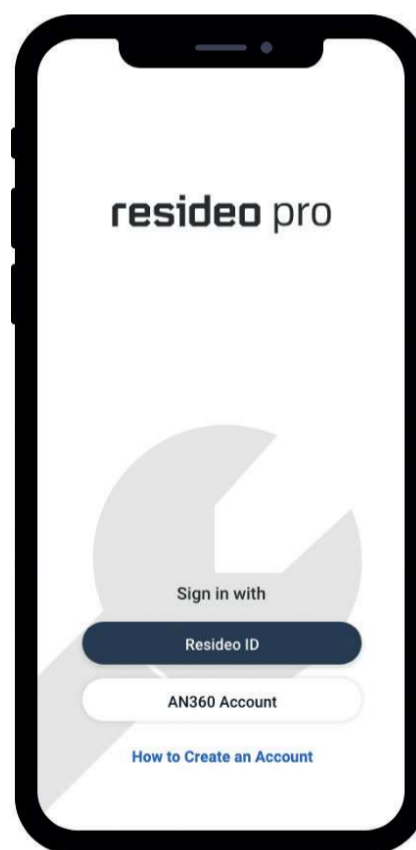 resideo pro
Sign in with
Resideo ID
AN360 Account
How to Create an Account